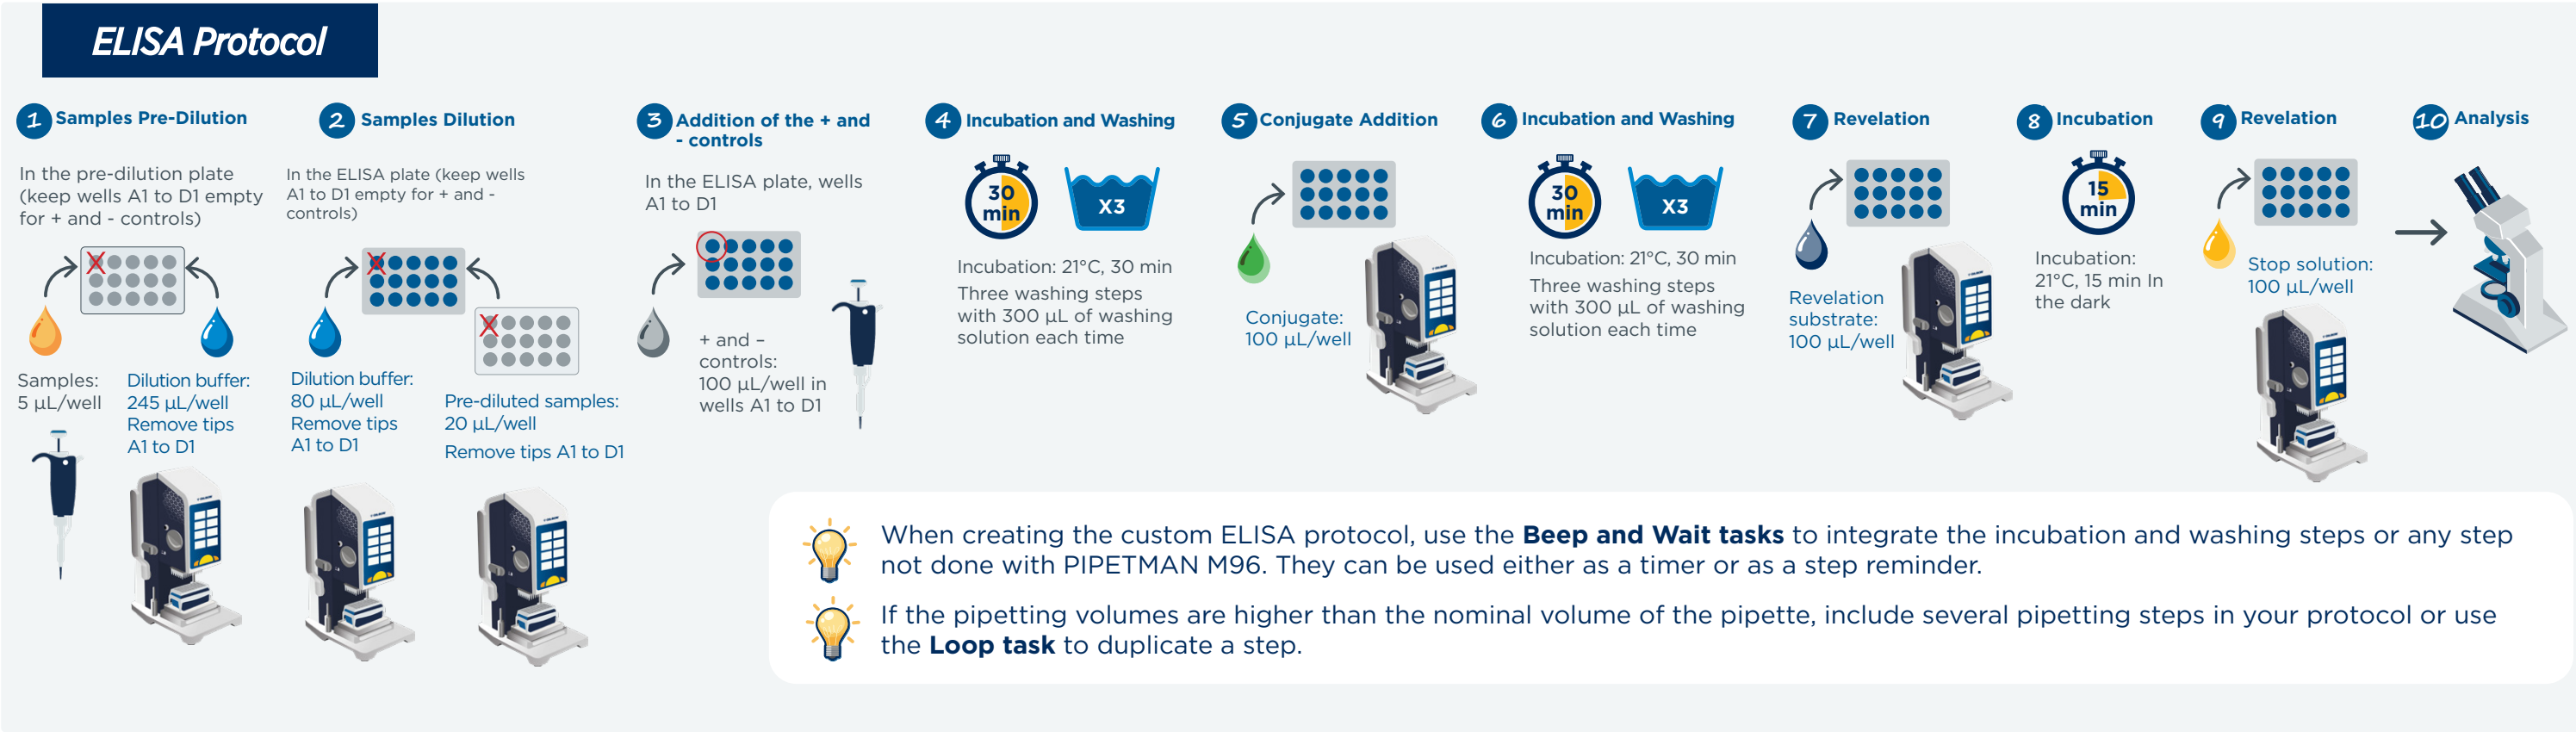 ELISA Protocol
1 Samples Pre-Dilution
In the pre-dilution plate
(keep wells A1 to D1 empty
for + and - controls)
X
Samples:
5 µL/well
Dilution buffer:
245 µL/well
Remove tips
A1 to D1
2 Samples Dilution
In the ELISA plate (keep wells
A1 to D1 empty for + and -
controls)
X
X
Dilution buffer:
80 µL/well
Remove tips
A1 to D1
Pre-diluted samples:
20 µL/well
Remove tips A1 to D1
3 Addition of the + and
- controls
In the ELISA plate, wells
A1 to D1
+ and –
controls:
100 µL/well in
wells A1 to D1
4 Incubation and Washing
30
min
X3
Incubation: 21°C, 30 min
Three washing steps
with 300 µL of washing
solution each time
5 Conjugate Addition
Conjugate:
100 µL/well
6 Incubation and Washing
30
min
X3
Incubation: 21°C, 30 min
Three washing steps
with 300 µL of washing
solution each time
7 Revelation
Revelation
substrate:
100 µL/well
8 Incubation
15
min
Incubation:
21°C, 15 min In
the dark
9 Revelation
Stop solution:
100 µL/well
10 Analysis
When creating the custom ELISA protocol, use the Beep and Wait tasks to integrate the incubation and washing steps or any step
not done with PIPETMAN M96. They can be used either as a timer or as a step reminder.
If the pipetting volumes are higher than the nominal volume of the pipette, include several pipetting steps in your protocol or use
the Loop task to duplicate a step.